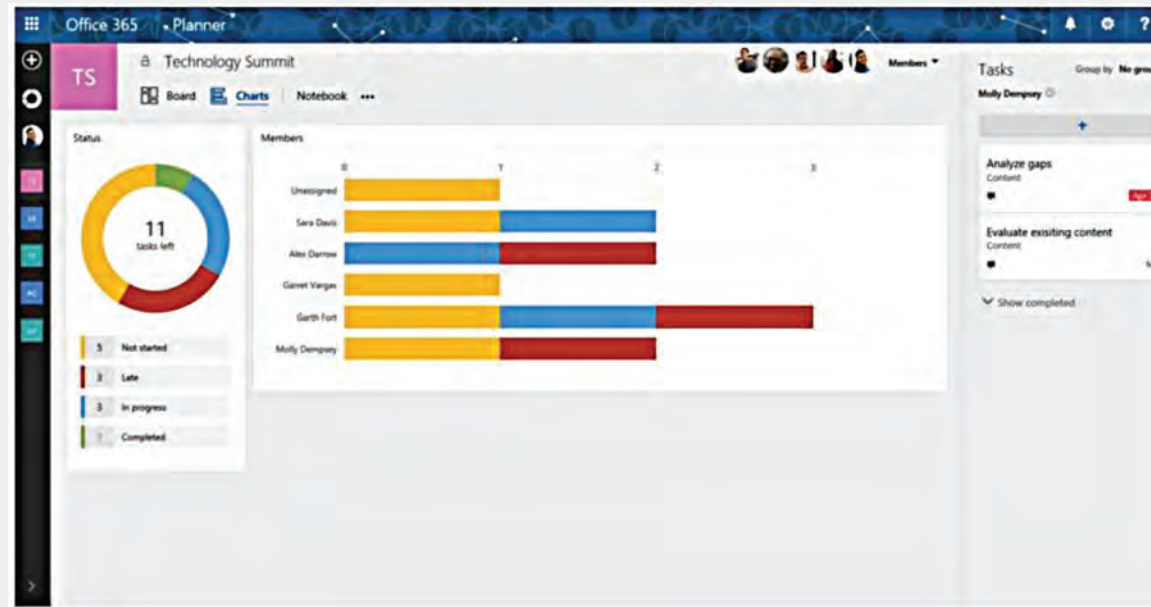 Office 365 Planner ?
TS
Technology Summit
Members
Board Charts Notebook •••
Tasks Group by No grou
Molly Dempsey
+
Status
11
tasks left
5 Not started
3 Late
3 In progress
Completed
Members
0 1 2 3
Unassigned
Sara Davis
Alex Darrow
Garret Vargas
Garth Fort
Molly Dempsey
Analyze gaps
Content
Evaluate exisiting content
Content
Show completed